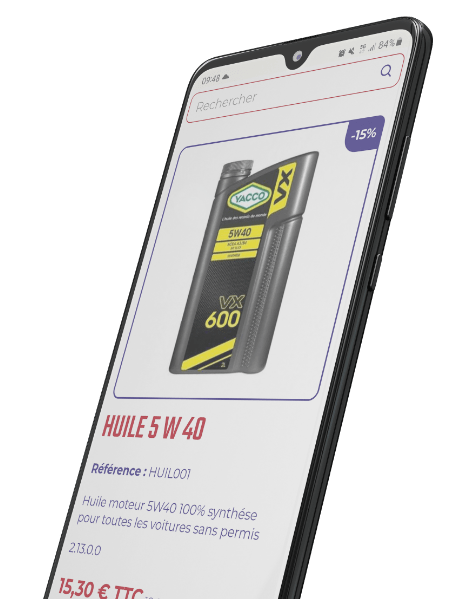 09:48
84%
Rechercher
-15%
VX
YACCO
5W40
VX
600
HUILE 5 W 40
Référence : HUIL001
Huile moteur 5W40 100% synthése
pour toutes les voitures sans permis
2.13.0.0
15,30 € TTC